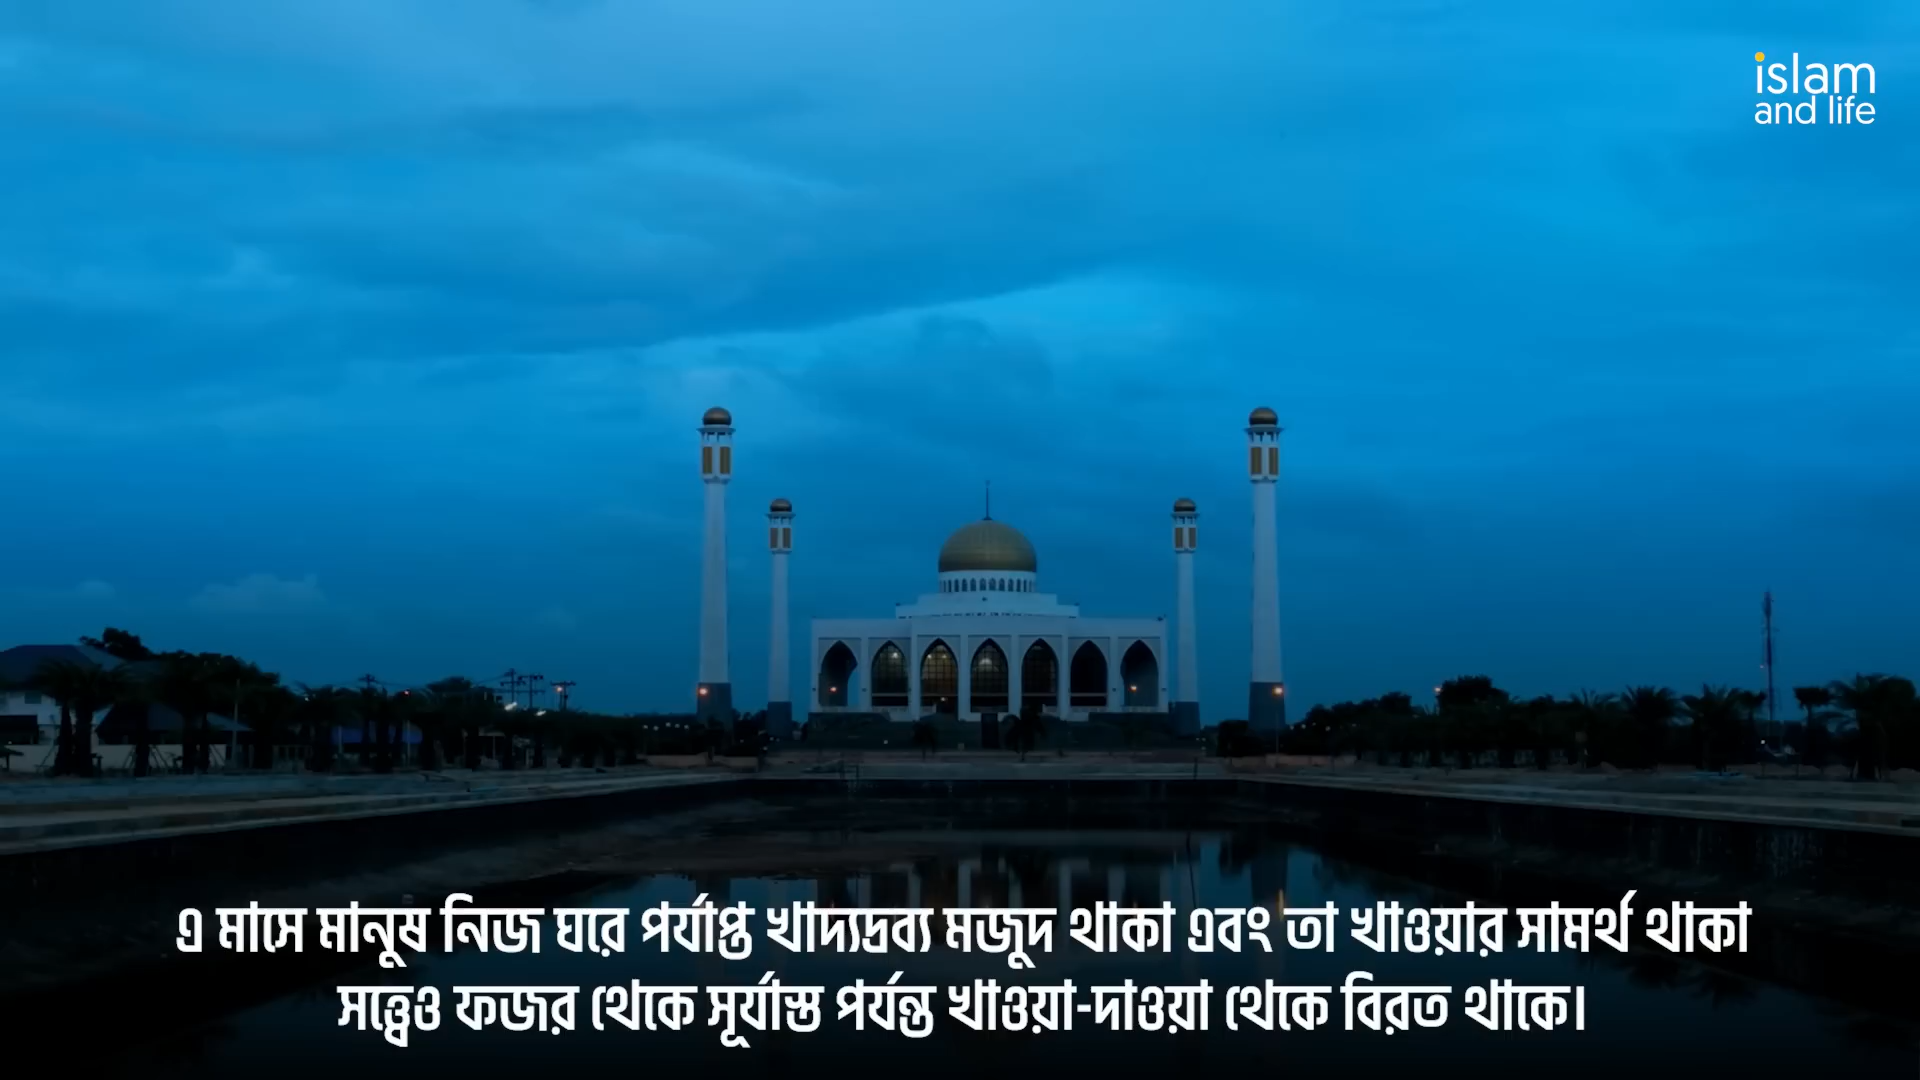 islam
and life
এ মাসে মানুষ নিজ ঘরে পর্যাপ্ত খাদ্যদ্রব্য মজুদ থাকা এবং তা খাওয়ার সামর্থ থাকা
সত্ত্বেও ফজর থেকে সূর্যাস্ত পর্যন্ত খাওয়া-দাওয়া থেকে বিরত থাকে।